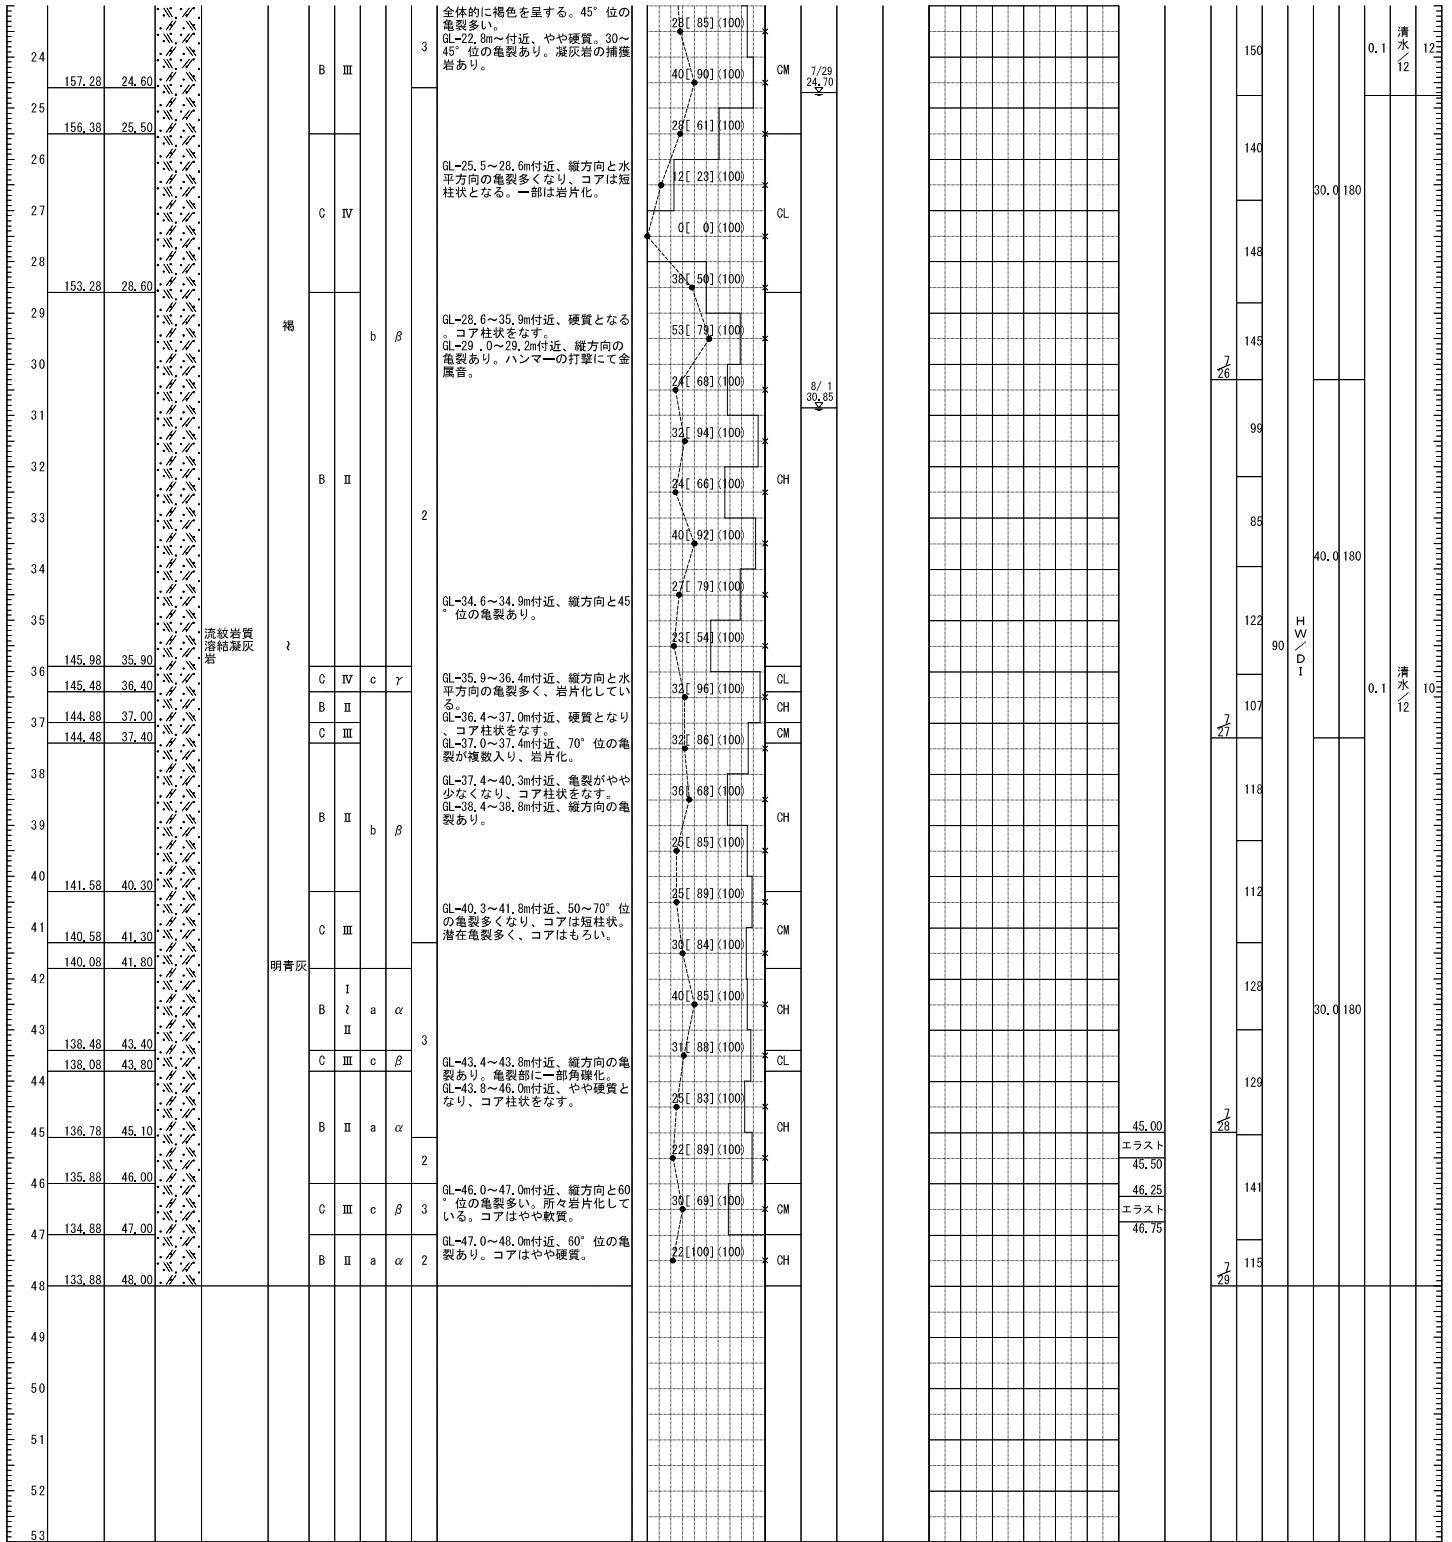 全体的に褐色を呈する。45°位の
亀裂多い。
GL-22.8m～付近、やや硬質。30～
45°位の亀裂あり。凝灰岩の捕獲
岩あり。
GL-25.5～28.6m付近、縦方向と水
平方向の亀裂多くなり、コアは短
柱状となる。一部は岩片化。
GL-28.6～35.9m付近、硬質となる
。コア柱状をなす。
GL-29 .0～29.2m付近、縦方向の
亀裂あり。ハンマーの打撃にて金
属音。
GL-34.6～34.9m付近、縦方向と45
°位の亀裂あり。
GL-35.9～36.4m付近、縦方向と水
平方向の亀裂多く、岩片化してい
る。
GL-36.4～37.0m付近、硬質となり
、コア柱状をなす。
GL-37.0～37.4m付近、70°位の亀
裂が複数入り、岩片化。
GL-37.4～40.3m付近、亀裂がやや
少なくなり、コア柱状をなす。
GL-38.4～38.8m付近、縦方向の亀
裂あり。
GL-40.3～41.8m付近、50～70°位
の亀裂多くなり、コアは短柱状。
潜在亀裂多く、コアはもろい。
GL-43.4～43.8m付近、縦方向の亀
裂あり。亀裂部に一部角礫化。
GL-43.8～46.0m付近、やや硬質と
なり、コア柱状をなす。
GL-46.0～47.0m付近、縦方向と60
°位の亀裂多い。所々岩片化して
いる。コアはやや軟質。
GL-47.0～48.0m付近、60°位の亀
裂あり。コアはやや硬質。
24
25
26
27
28
29
30
31
32
33
34
35
36
37
38
39
40
41
42
43
44
45
46
47
48
49
50
51
52
53
157.28 24.60
156.38 25.50
153.28 28.60
145.98 35.90
145.48 36.40
144.88 37.00
144.48 37.40
141.58 40.30
140.58 41.30
140.08 41.80
138.48 43.40
138.08 43.80
136.78 45.10
135.88 46.00
134.88 47.00
133.88 48.00
流紋岩質
溶結凝灰
岩
褐
～
明青灰
B Ⅲ
C Ⅳ
B Ⅱ
C Ⅳ c γ
B Ⅱ
C Ⅲ
B Ⅱ
C Ⅲ
B Ⅰ～Ⅱ a α
C Ⅲ c β
B Ⅱ a α
C Ⅲ c β
B Ⅱ a α
b β
b β
3
2
3
2
3
2
28[ 85](100)
40[ 90](100)
28[ 61](100)
12[ 23](100)
0[ 0](100)
38[ 50](100)
53[ 79](100)
24[ 68](100)
32[ 94](100)
24[ 66](100)
40[ 92](100)
27[ 79](100)
23[ 54](100)
32[ 96](100)
32[ 86](100)
36[ 68](100)
25[ 85](100)
25[ 89](100)
30[ 84](100)
40[ 85](100)
31[ 88](100)
25[ 83](100)
22[ 89](100)
30[ 69](100)
22[100](100)
CM
CL
CH
CL
CH
CM
CH
CM
CH
CL
CH
CM
CH
7/29
24.70
8/ 1
30.85
45.00
エラスト
45.50
46.25
エラスト
46.75
7/26
7/27
7/28
7/29
150
140
148
145
99
85
122
107
118
112
128
129
141
115
90
HW/DI
30.0 180
40.0 180
30.0 180
0.1
清水/12
12
0.1
清水/12
10